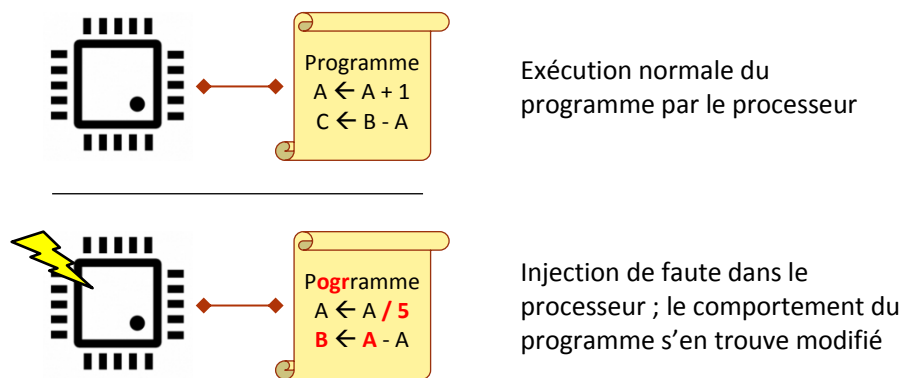 Programme
A ← A + 1
C ← B - A
Exécution normale du
programme par le processeur
Pogrramme
A ← A / 5
B ← A - A
Injection de faute dans le
processeur ; le comportement du
programme s’en trouve modifié